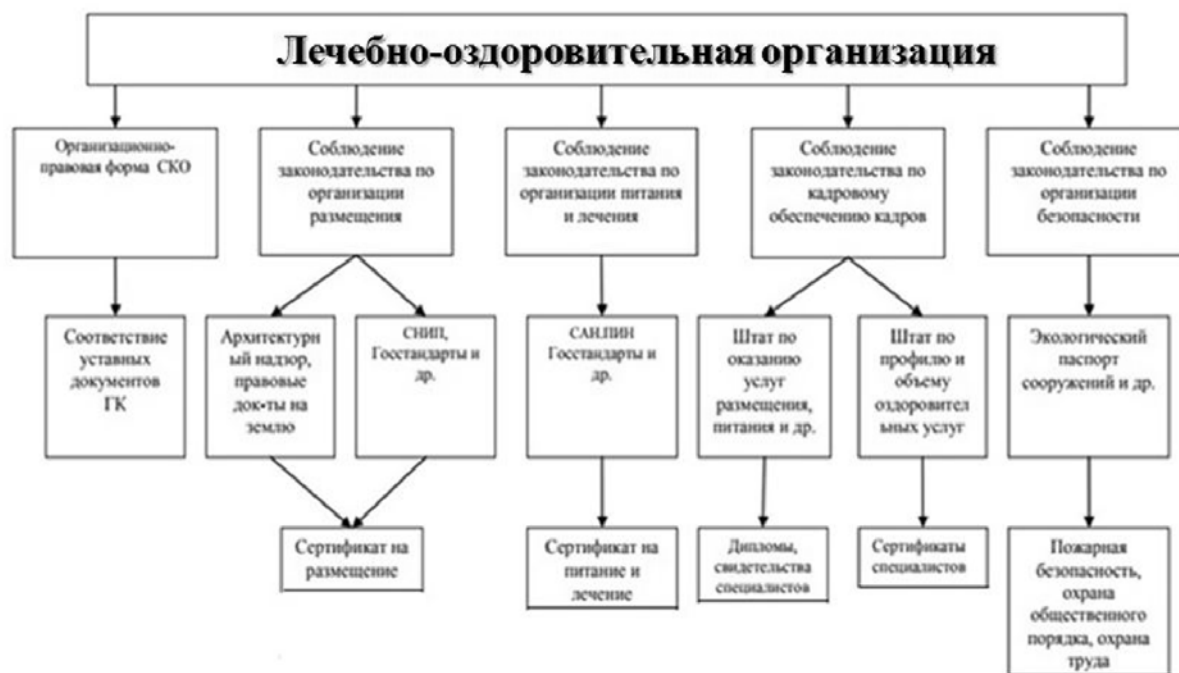 Лечебно-оздоровительная организация
Организационно-
правовая форма СКО
Соблюдение
законодательства по
организации
размещения
Соблюдение
законодательства по
организации питания
и лечения
Соблюдение
законодательства по
кадровому
обеспечению кадров
Соблюдение
законодательства по
организации
безопасности
Соответствие
уставных
документов
ГК
Архитектурн
ый надзор,
правовые
док-ты на
землю
СНИП,
Госстандарты и
др.
САН.ПИН
Госстандарты и
др.
Штат по
оказанию
услуг
размещения,
питания и др.
Штат по
профилю и
объему
оздоровител
ьных услуг
Экологический
паспорт
сооружений и др.
Сертификат на
размещение
Сертификат на
питание и
лечение
Дипломы,
свидетельства
специалистов
Сертификаты
специалистов
Пожарная
безопасность,
охрана
общественного
порядка, охрана
труда